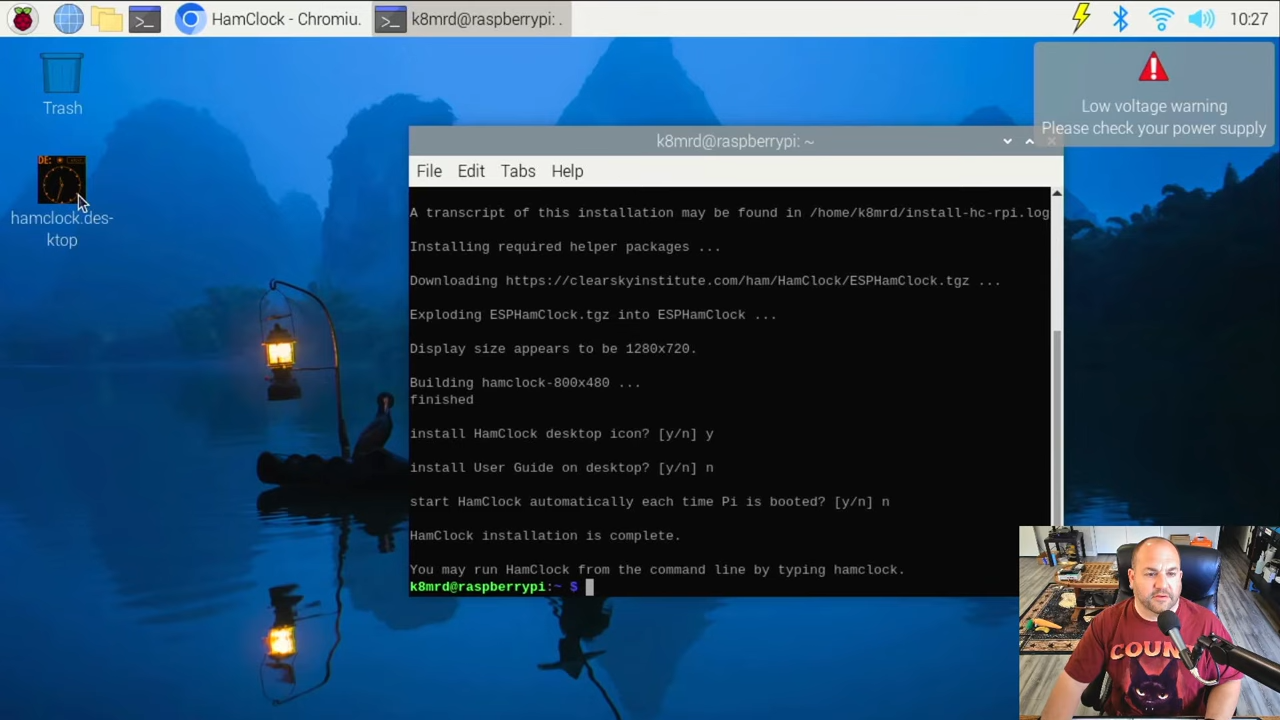 HamClock - Chromiu.
k8mrd@raspberrypi: .
10:27
Trash
DE:
hamclock.des-
ktop
Low voltage warning
Please check your power supply
k8mrd@raspberrypi: ~
File Edit Tabs Help
A transcript of this installation may be found in /home/k8mrd/install-hc-rpi.log
Installing required helper packages ...
Downloading https://clearskyinstitute.com/ham/HamClock/ESPHamClock.tgz ...
Exploding ESPHamClock.tgz into ESPHamClock ...
Display size appears to be 1280x720.
Building hamclock-800x480 ...
finished
install HamClock desktop icon? [y/n] y
install User Guide on desktop? [y/n] n
start HamClock automatically each time Pi is booted? [y/n] n
HamClock installation is complete.
You may run HamClock from the command line by typing hamclock.
k8mrd@raspberrypi:~ $
COUN